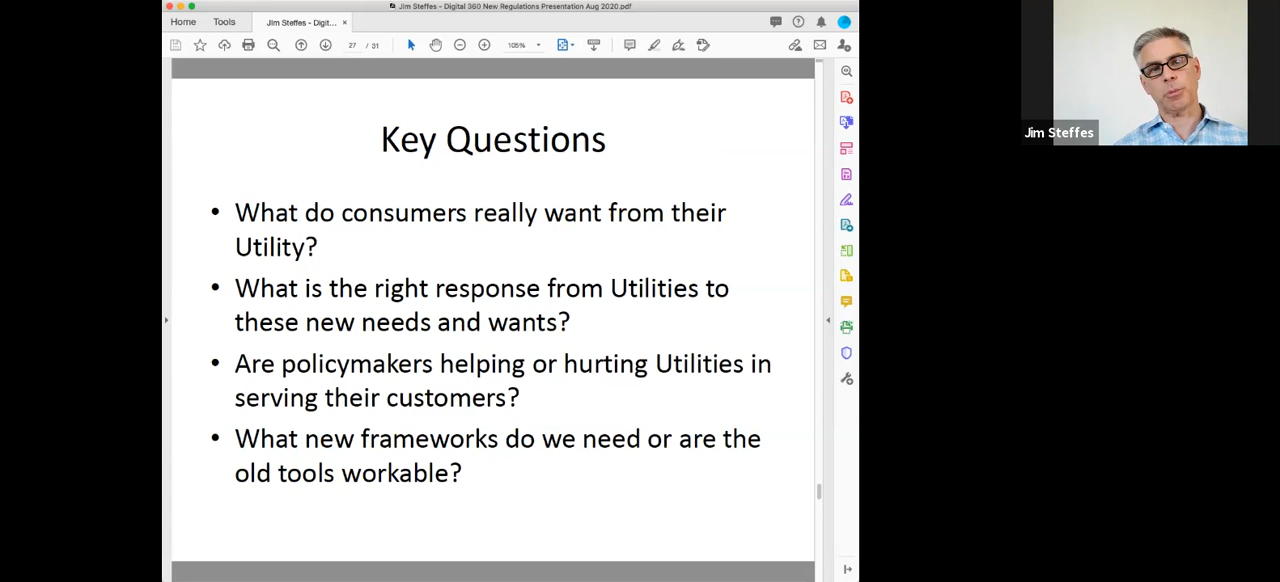 Jim Steffes - Digital 360 New Regulations Presentation Aug 2020.pdf
Home
Tools
Jim Steffes - Digit...
27 / 31
105%
Key Questions
• What do consumers really want from their
Utility?
• What is the right response from Utilities to
these new needs and wants?
• Are policymakers helping or hurting Utilities in
serving their customers?
• What new frameworks do we need or are the
old tools workable?
Jim Steffes